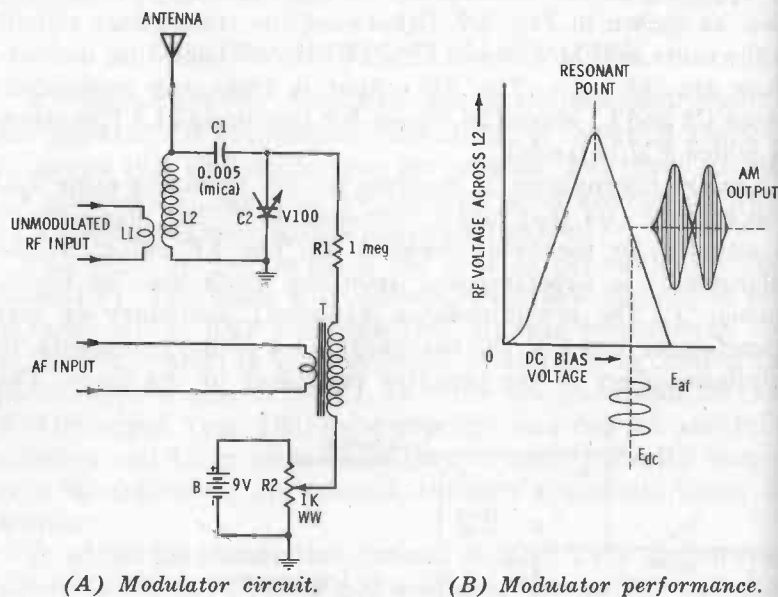 ANTENNA
C1
0.005
(mica)
UNMODULATED
RF INPUT
L1
L2
C2
V100
R1
1 meg
T
AF INPUT
B
9V
R2
1K
WW
(A) Modulator circuit.
RESONANT
POINT
RF VOLTAGE ACROSS L2
AM
OUTPUT
0
DC BIAS
VOLTAGE
Eaf
Edc
(B) Modulator performance.